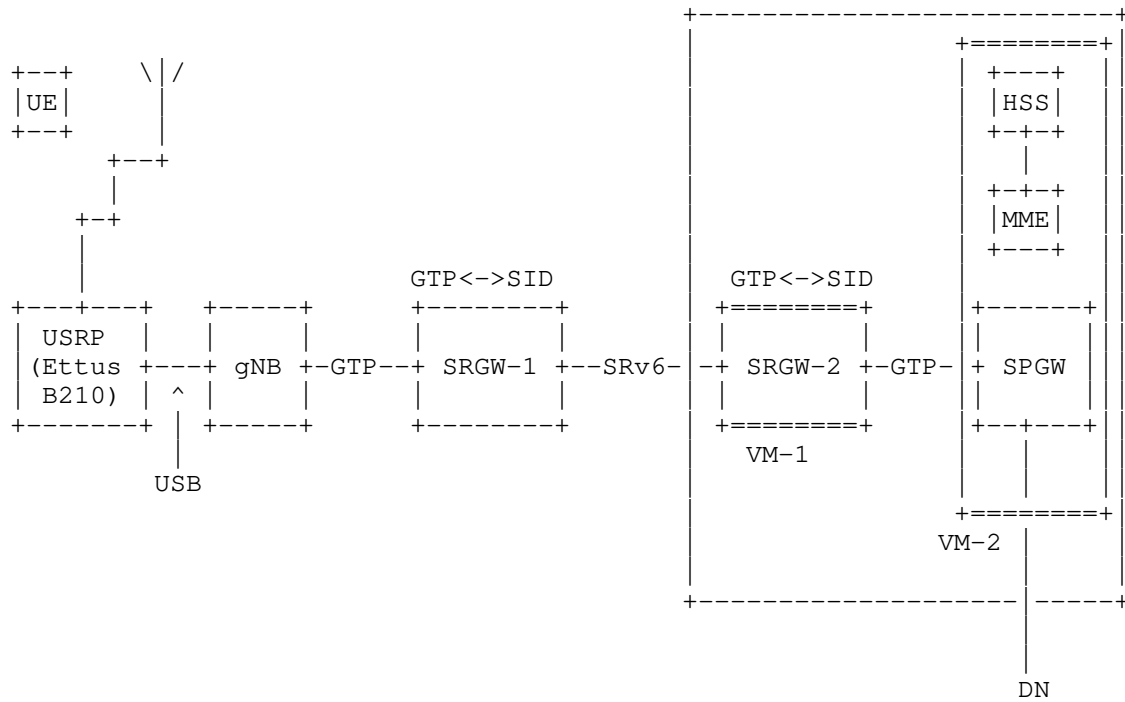 UE
HSS
MME
GTP<->SID GTP<->SID
USRP
(Ettus gNB -GTP- SRGW-1 --SRv6- SRGW-2 -GTP- SPGW
B210) ^
VM-1
USB
VM-2
DN